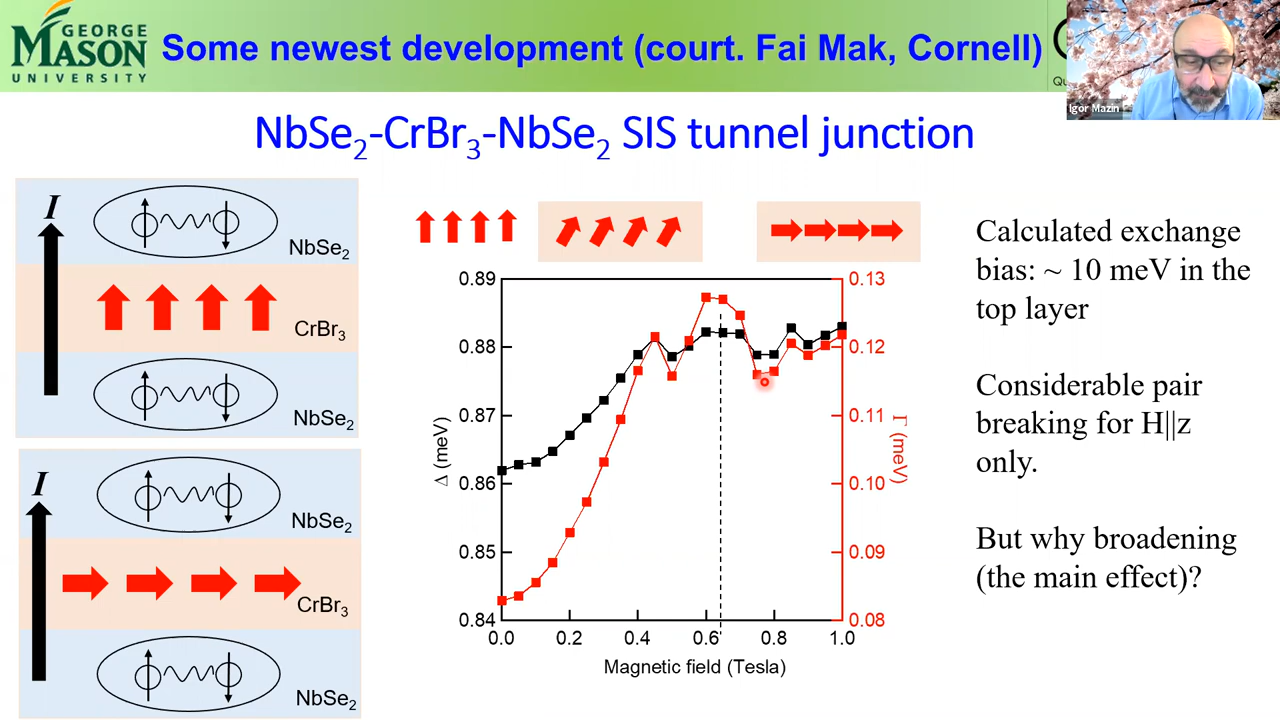 GEORGE
MASON
UNIVERSITY
Some newest development (court. Fai Mak, Cornell)
Igor Mazin
NbSe2-CrBr3-NbSe2 SIS tunnel junction
I
NbSe2
CrBr3
NbSe2
I
NbSe2
CrBr3
NbSe2
0.89
0.88
0.87
0.86
0.85
0.84
Δ (meV)
0.13
0.12
0.11
0.10
0.09
0.08
Γ (meV)
0.0 0.2 0.4 0.6 0.8 1.0
Magnetic field (Tesla)
Calculated exchange
bias: ~ 10 meV in the
top layer
Considerable pair
breaking for H||z
only.
But why broadening
(the main effect)?